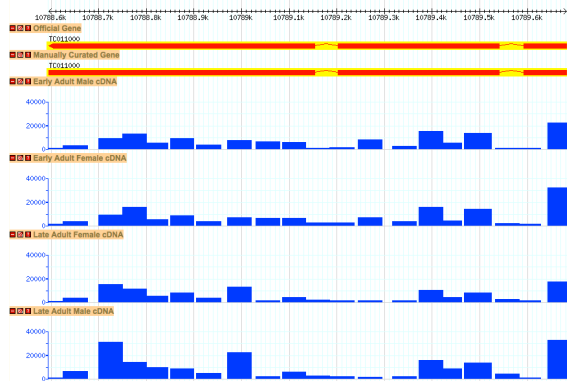 10788.6k 10788.7k 10788.8k 10788.9k 10789k 10789.1k 10789.2k 10789.3k 10789.4k 10789.5k 10789.6k
Official Gene
TC011000
Manually Curated Gene
TC011000
Early Adult Male cDNA
40000
20000
0
Early Adult Female cDNA
40000
20000
0
Late Adult Female cDNA
40000
20000
0
Late Adult Male cDNA
40000
20000
0